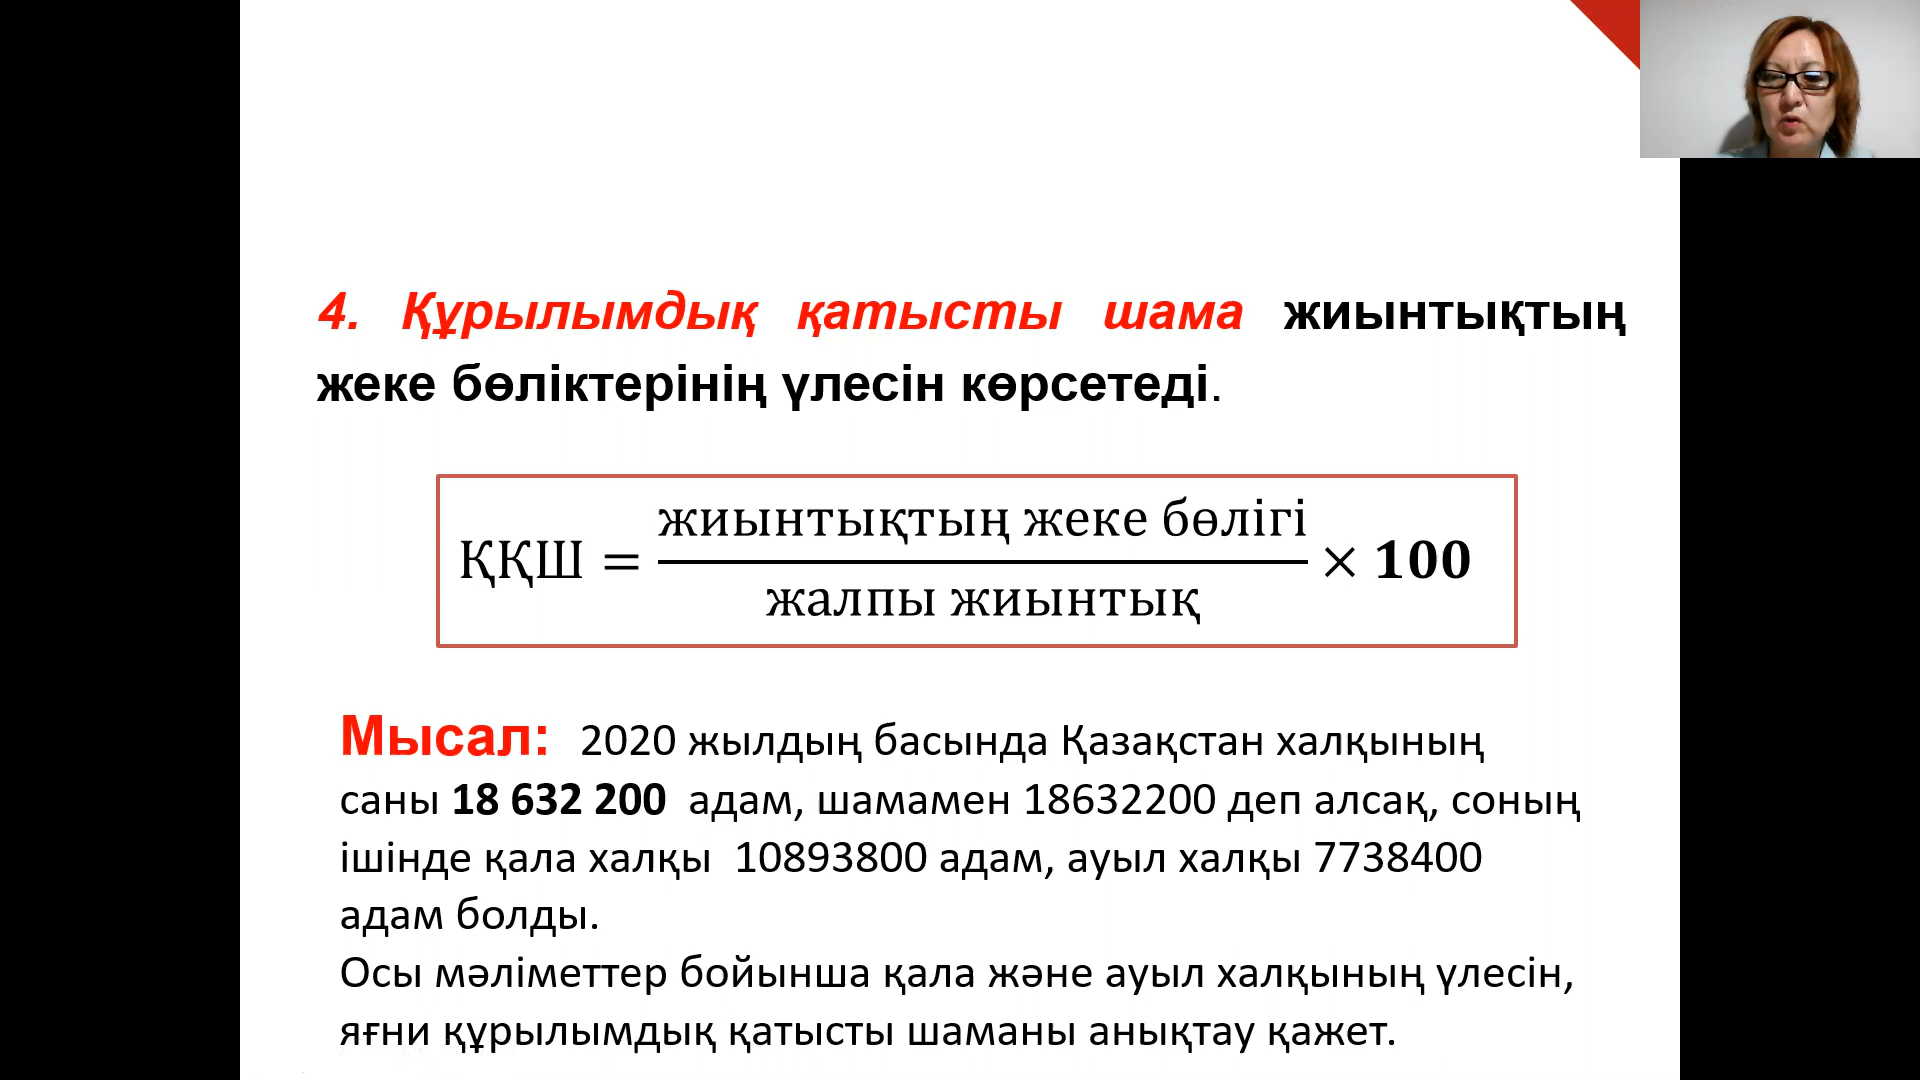 4. Құрылымдық қатысты шама жиынтықтың
жеке бөліктерінің үлесін көрсетеді.
ҚҚШ = жиынтықтың жеке бөлігі / жалпы жиынтық × 100
Мысал: 2020 жылдың басында Қазақстан халқының
саны 18 632 200 адам, шамамен 18632200 деп алсақ, соның
ішінде қала халқы 10893800 адам, ауыл халқы 7738400
адам болды.
Осы мәліметтер бойынша қала және ауыл халқының үлесін,
яғни құрылымдық қатысты шаманы анықтау қажет.